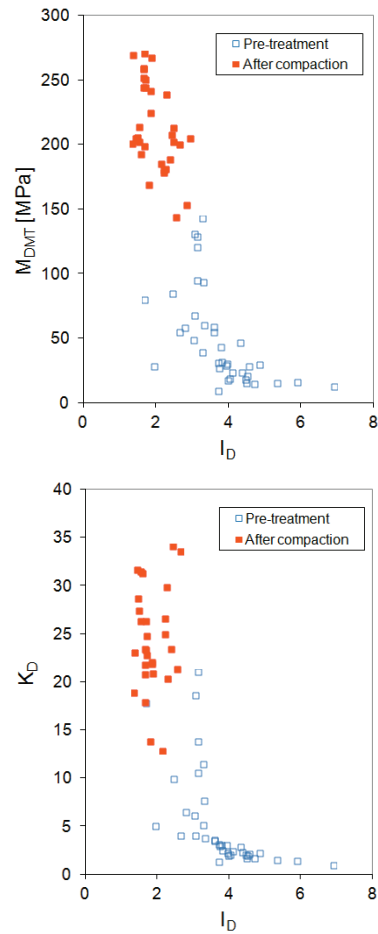 300
250
200
150
100
50
0
M_DMT [MPa]
Pre-treatment
After compaction
0 2 4 6 8
I_D
40
35
30
25
20
15
10
5
0
K_D
Pre-treatment
After compaction
0 2 4 6 8
I_D